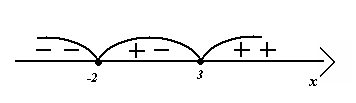 − − + − + +
-2 3 x